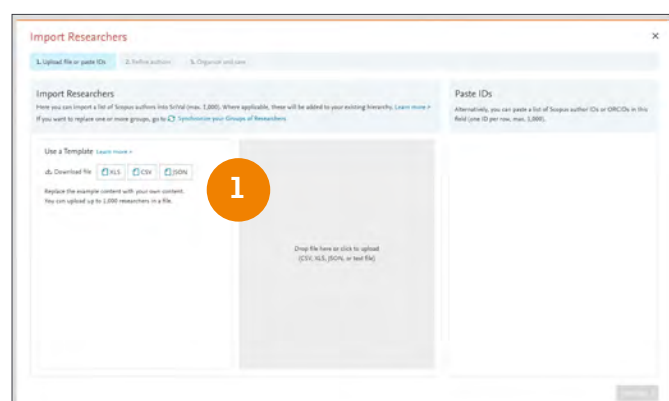 Import Researchers
×
1. Upload file or paste IDs 2. Refine authors 3. Organize and save
Import Researchers
Here you can import a list of Scopus authors into SciVal (max. 1,000). Where applicable, these will be added to your existing hierarchy. Learn more >
If you want to replace one or more groups, go to Synchronize your Groups of Researchers
Paste IDs
Alternatively, you can paste a list of Scopus author IDs or ORCIDs in this
field (one ID per row, max. 1,000).
Use a Template Learn more >
Download file XLS CSV JSON
Replace the example content with your own content.
You can upload up to 1,000 researchers in a file.
1
Drop file here or click to upload
(CSV, XLS, JSON, or text file)